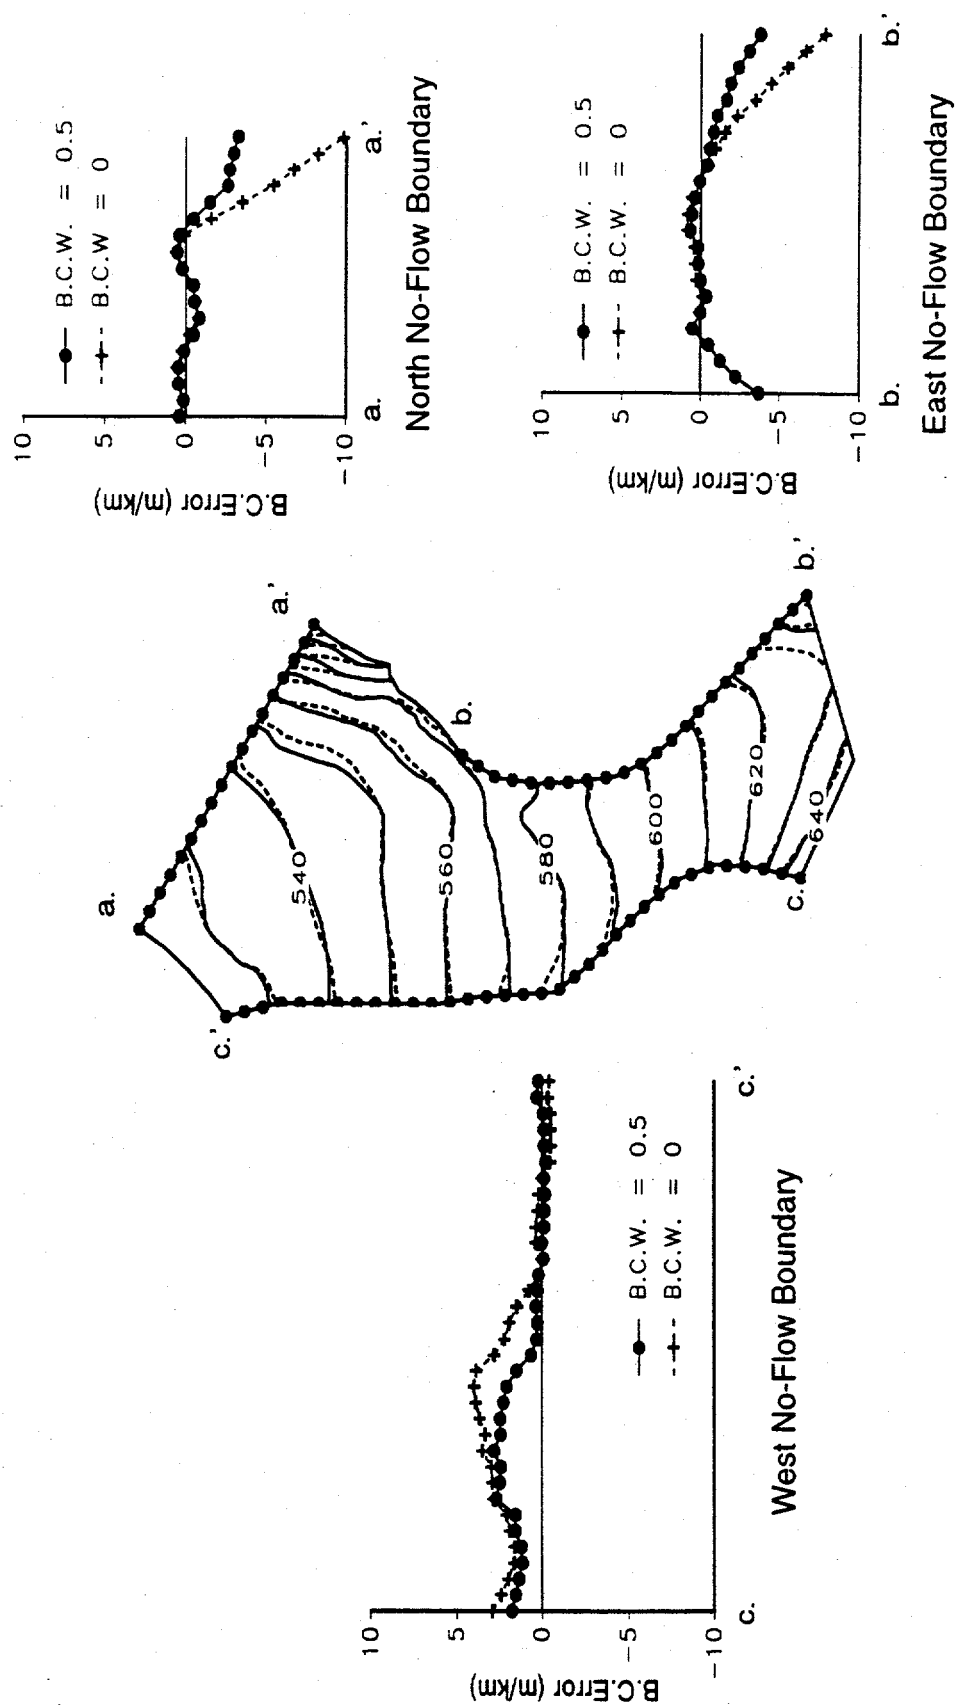 10
5
0
-5
-10
B.C.Error (m/km)
B.C.W. = 0.5
B.C.W = 0
a.
a.'
North No-Flow Boundary
10
5
0
-5
-10
B.C.Error (m/km)
B.C.W. = 0.5
B.C.W. = 0
b.
b.'
East No-Flow Boundary
a.
a.'
b.
b.'
c.
c.'
540
560
580
600
620
640
10
5
0
-5
-10
B.C.Error (m/km)
B.C.W. = 0.5
B.C.W. = 0
c.
c.'
West No-Flow Boundary